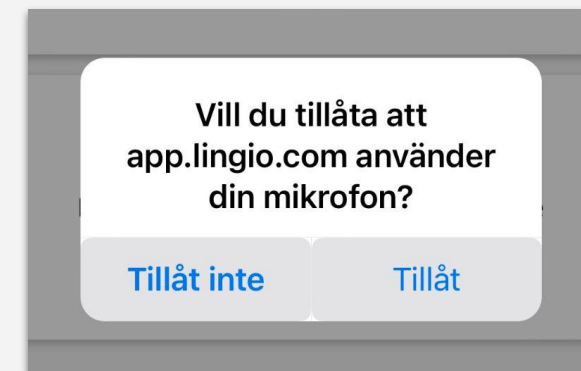 Vill du tillåta att
app.lingio.com använder
din mikrofon?
Tillåt inte
Tillåt